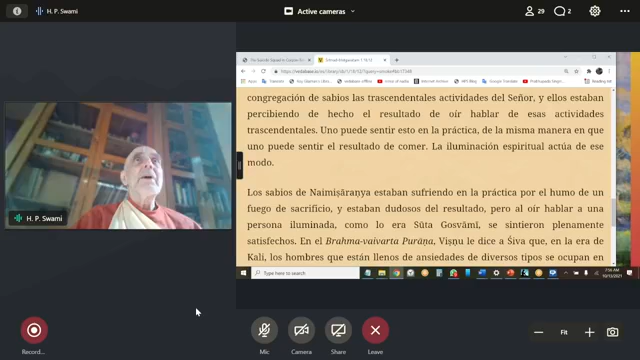 H. P. Swami
Active cameras
29
2
congregación de sabios las trascendentales actividades del Señor, y ellos estaban
percibiendo de hecho el resultado de oír hablar de esas actividades
trascendentales. Uno puede sentir esto en la práctica, de la misma manera en que
uno puede sentir el resultado de comer. La iluminación espiritual actúa de ese
modo.
Los sabios de Naimiṣāraṇya estaban sufriendo en la práctica por el humo de un
fuego de sacrificio, y estaban dudosos del resultado, pero al oír hablar a una
persona iluminada, como lo era Sūta Gosvāmī, se sintieron plenamente
satisfechos. En el Brahma-vaivarta Purāṇa, Viṣṇu le dice a Śiva que, en la era de
Kali, los hombres que están llenos de ansiedades de diversos tipos se ocupan en
H. P. Swami
Type here to search
Record...
Mic
Camera
Share
Leave
Fit